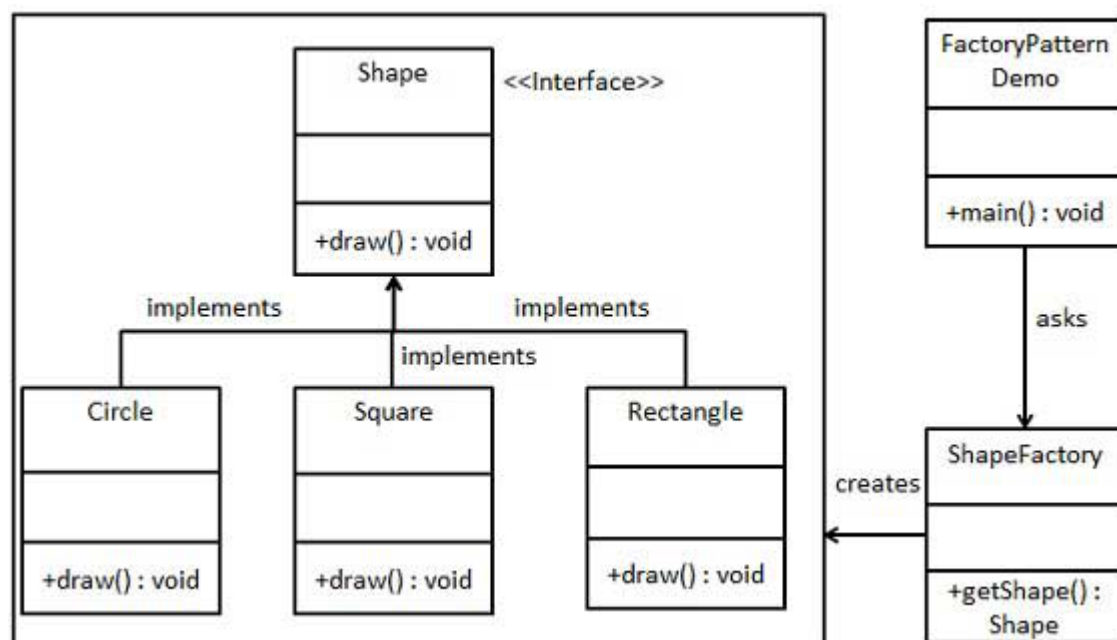 Shape
<<Interface>>
+draw() : void
implements
implements
implements
Circle
+draw() : void
Square
+draw() : void
Rectangle
+draw() : void
FactoryPattern
Demo
+main() : void
asks
ShapeFactory
creates
+getShape() :
Shape